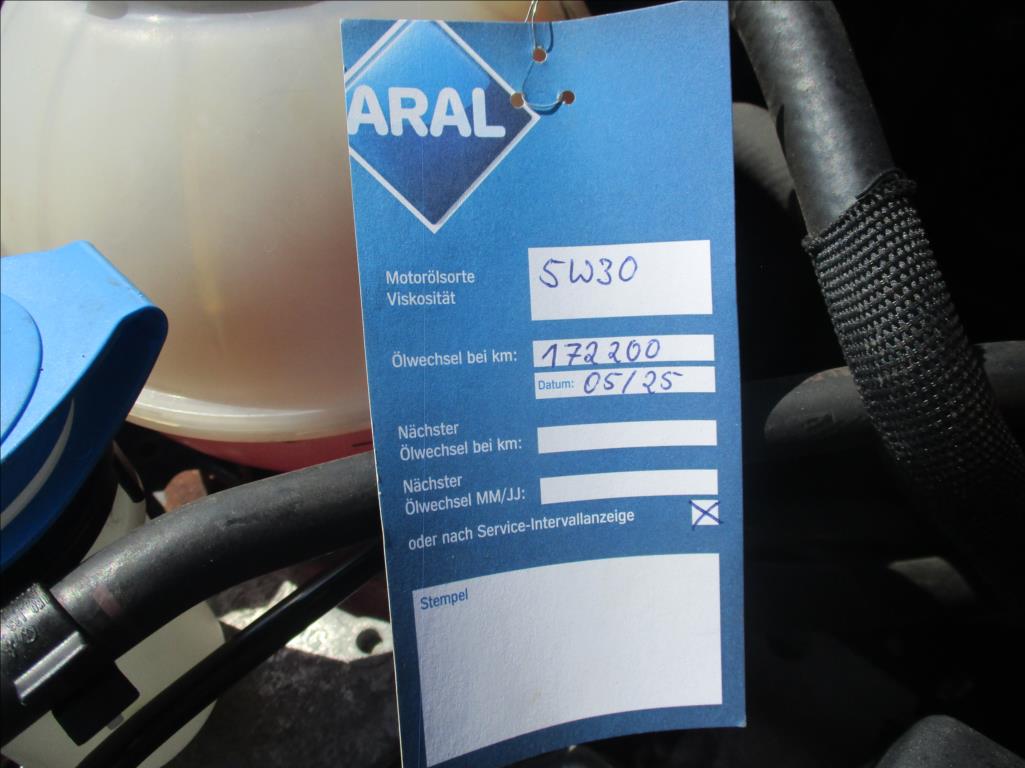 ARAL
Motorölsorte
Viskosität
5W30
Ölwechsel bei km:
172200
Datum: 05/25
Nächster
Ölwechsel bei km:
Nächster
Ölwechsel MM/JJ:
oder nach Service-Intervallanzeige
Stempel